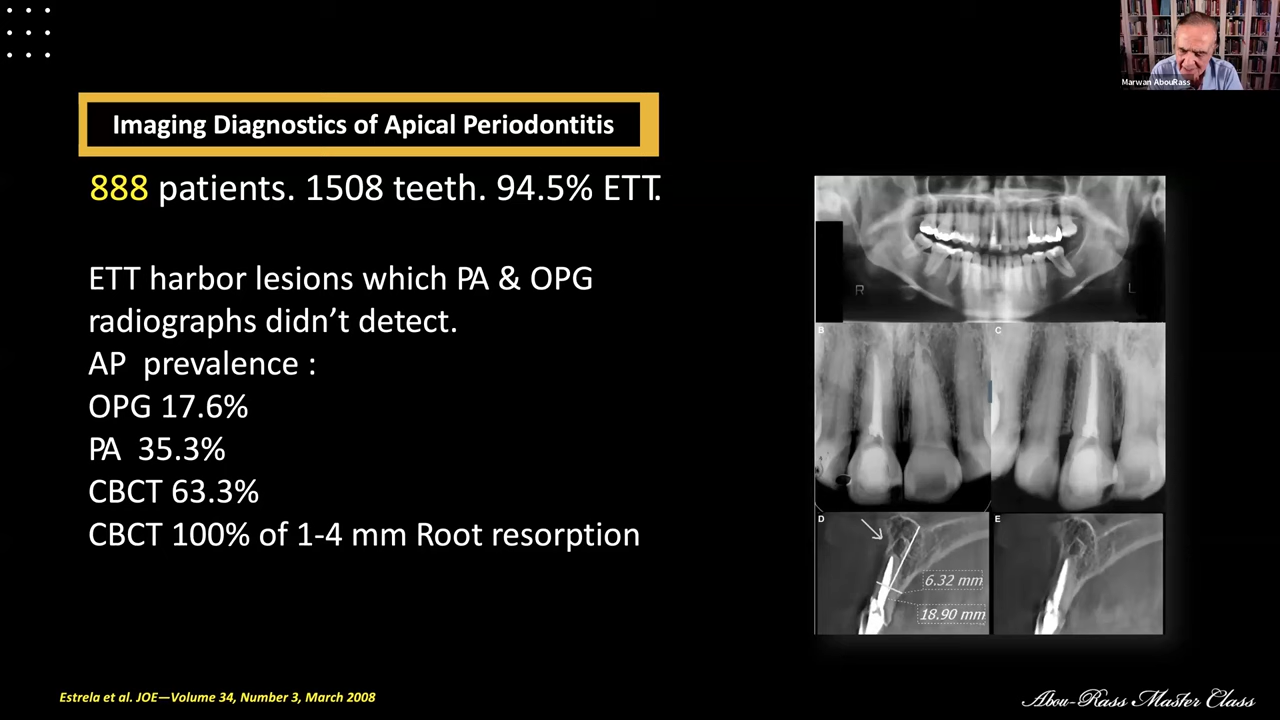 Marwan AbouRass
Imaging Diagnostics of Apical Periodontitis
888 patients. 1508 teeth. 94.5% ETT.
ETT harbor lesions which PA & OPG
radiographs didn’t detect.
AP prevalence :
OPG 17.6%
PA 35.3%
CBCT 63.3%
CBCT 100% of 1-4 mm Root resorption
R
L
B
C
D
E
6.32 mm
18.90 mm
Estrela et al. JOE—Volume 34, Number 3, March 2008
Abou-Rass Master Class